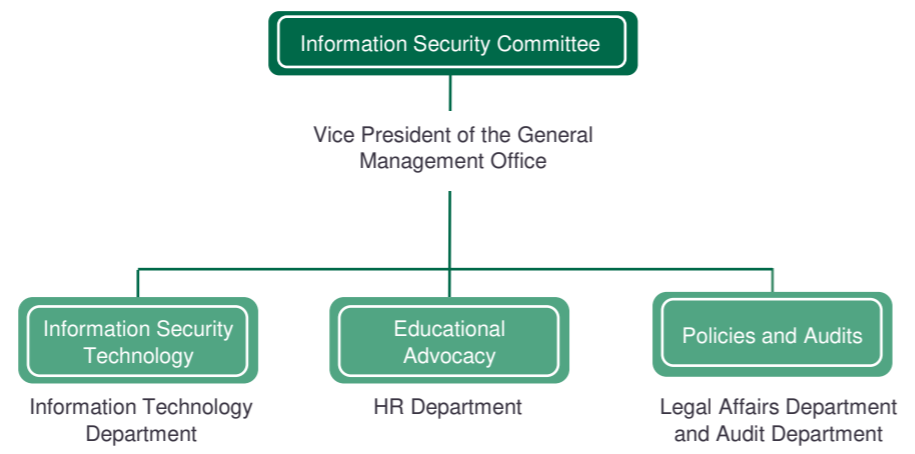 Information Security Committee
Vice President of the General
Management Office
Information Security
Technology
Educational
Advocacy
Policies and Audits
Information Technology
Department
HR Department
Legal Affairs Department
and Audit Department